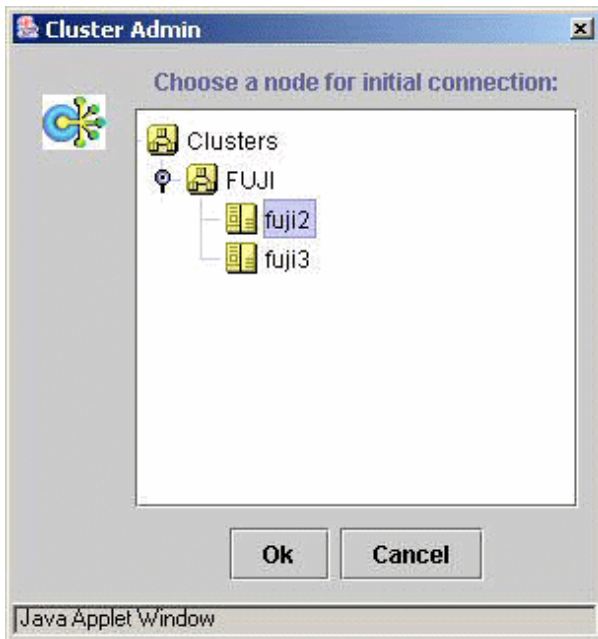 Cluster Admin
Choose a node for initial connection:
Clusters
FUJI
fuji2
fuji3
Ok Cancel
Java Applet Window